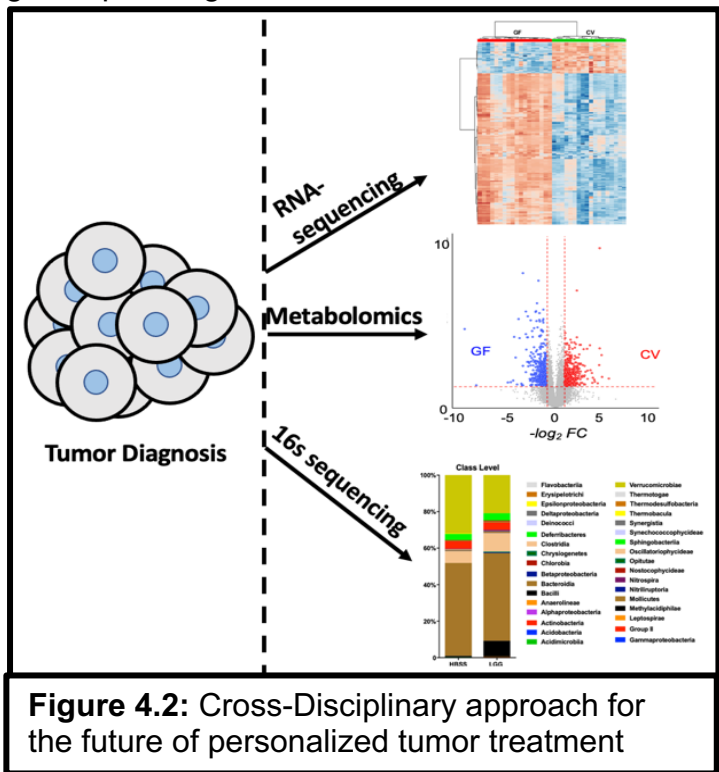 GF CV
RNA-
sequencing
10
GF
CV
0
-10 -5 0 5 10
-log2 FC
Metabolomics
Tumor Diagnosis
16s sequencing
Class Level
100%
80%
60%
40%
20%
0
HBSS LGG
Flavobacteriia
Erysipelotrichi
Epsilonproteobacteria
Deltaproteobacteria
Deinococci
Deferribacteres
Clostridia
Chrysiogenetes
Chlorobia
Betaproteobacteria
Bacteroidia
Bacilli
Anaerolineae
Alphaproteobacteria
Actinobacteria
Acidobacteria
Acidimicrobiia
Verrucomicrobiae
Thermotogae
Thermodesulfobacteria
Thermobacula
Synergistia
Synechococcophycideae
Sphingobacteriia
Oscillatoriophycideae
Opitutae
Nostocophycideae
Nitrospira
Nitriliruptoria
Mollicutes
Methylacidiphilae
Leptospirae
Group II
Gammaproteobacteria
Figure 4.2: Cross-Disciplinary approach for
the future of personalized tumor treatment